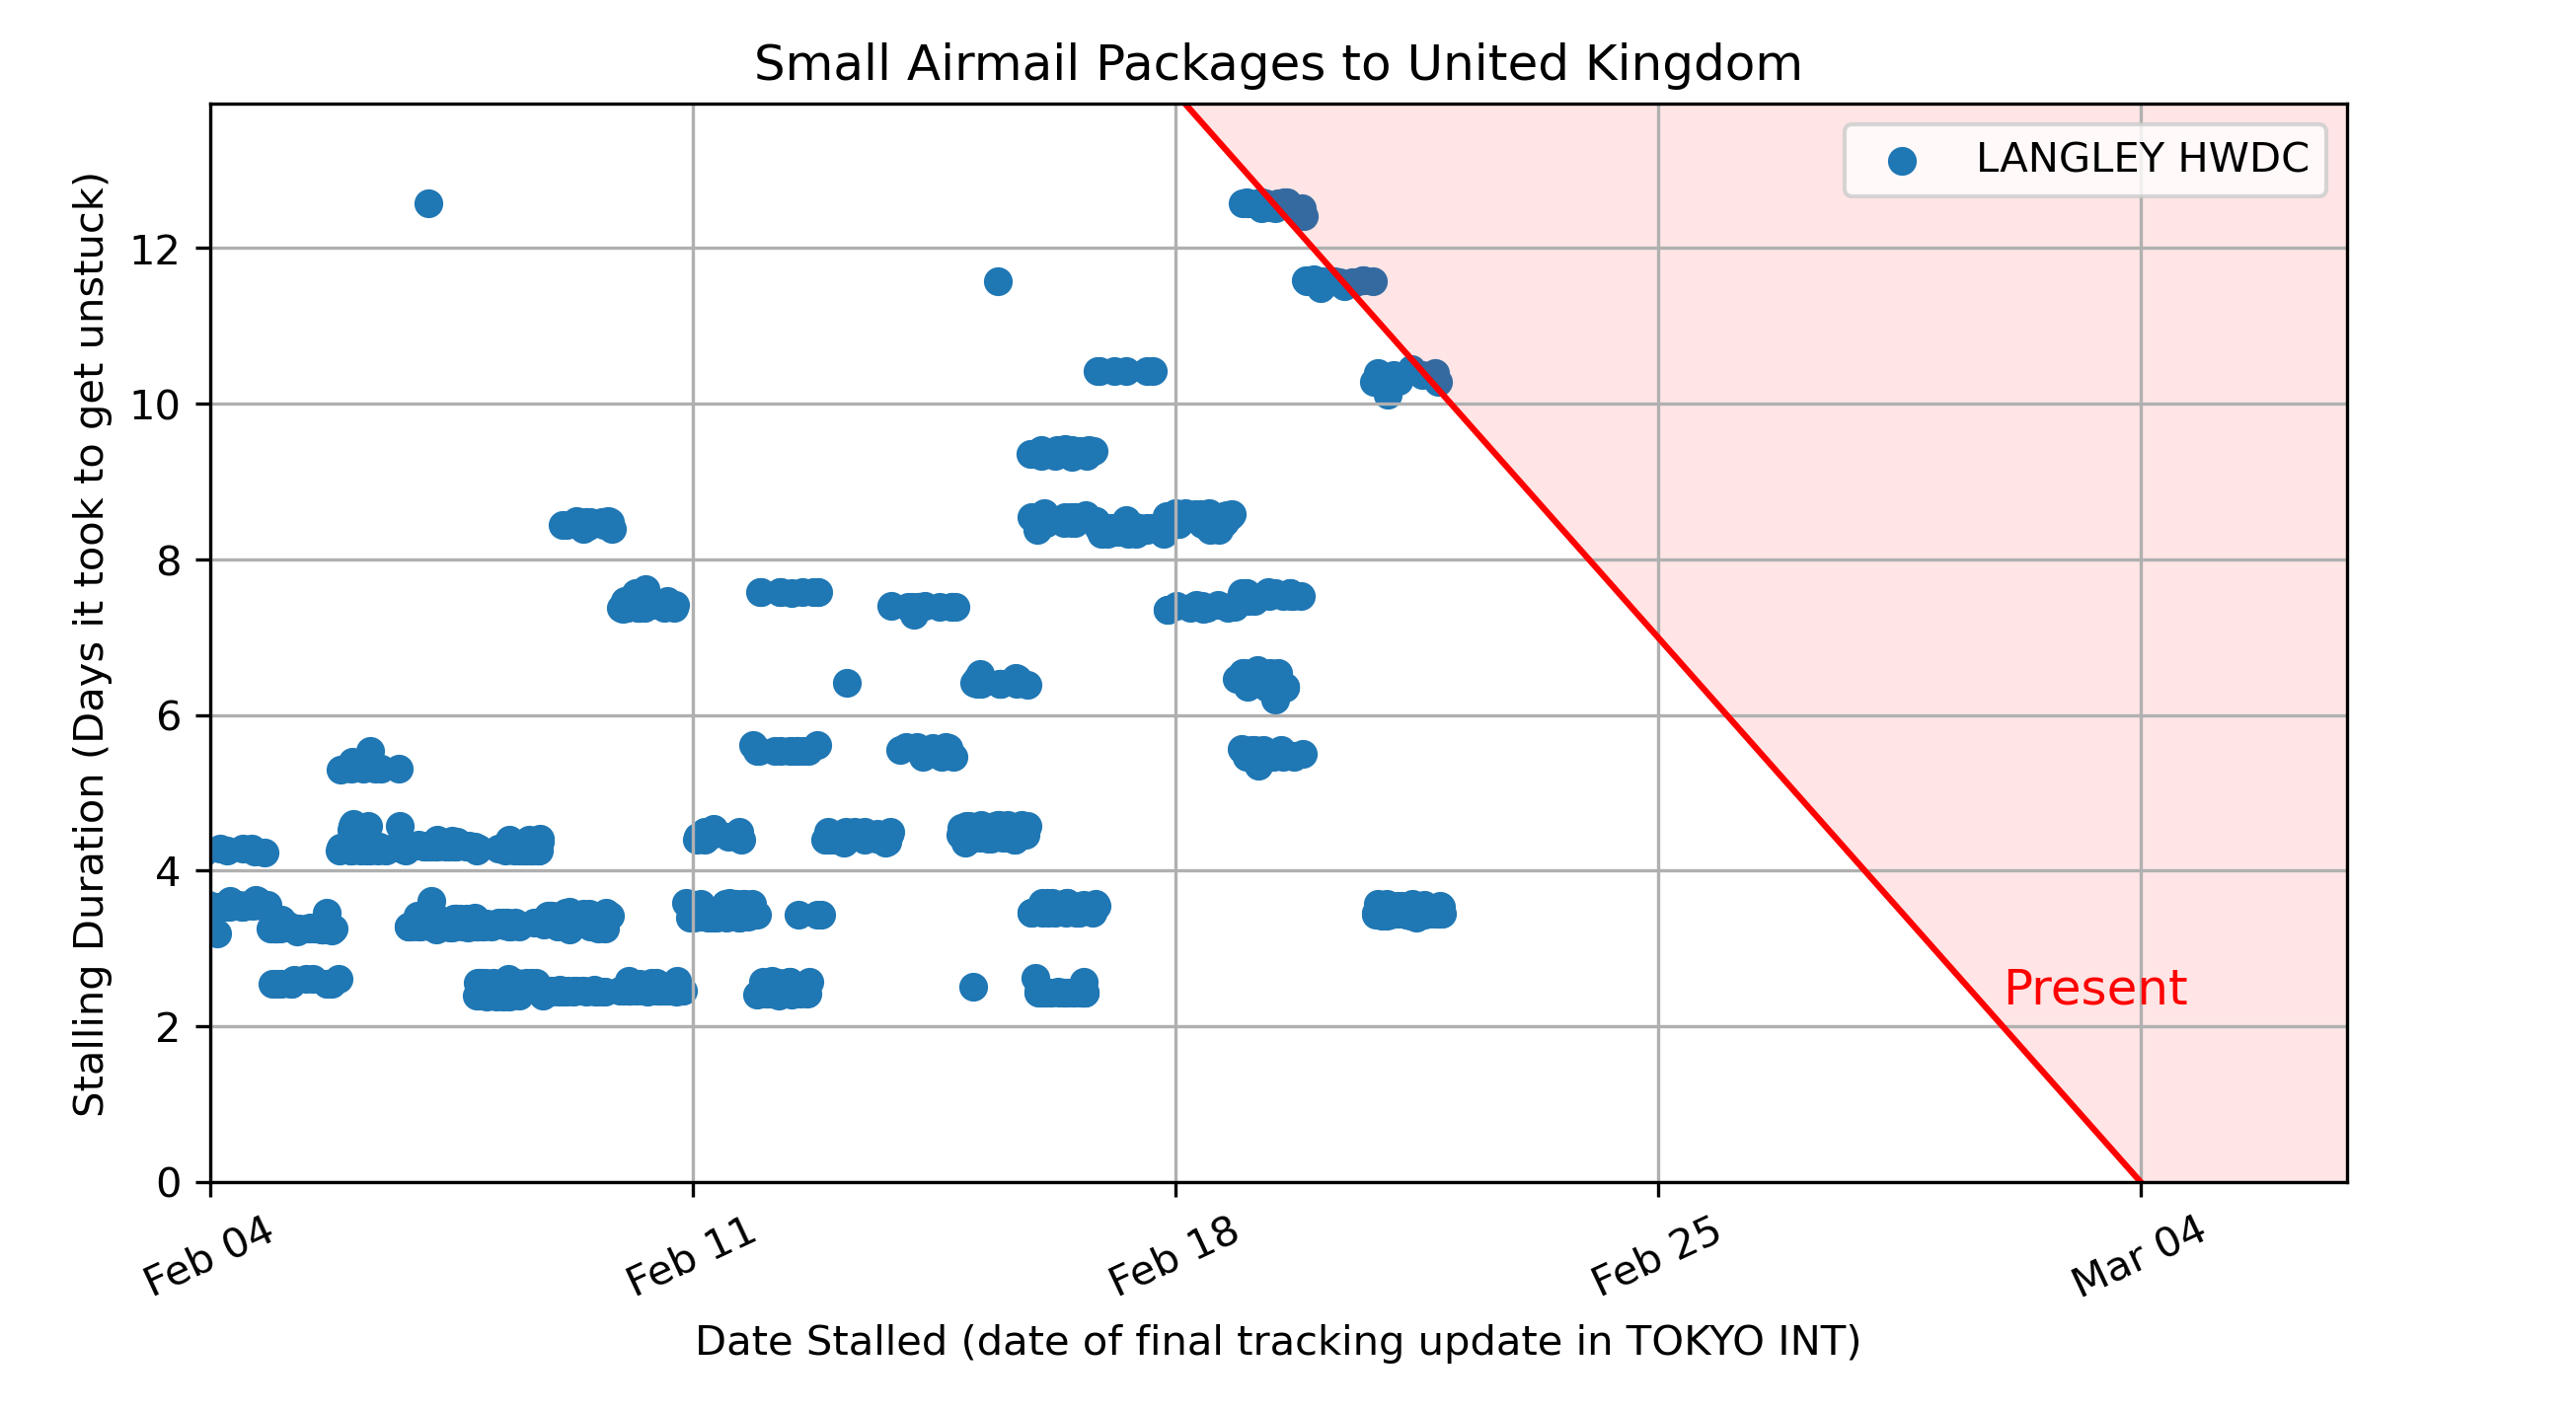 Small Airmail Packages to United Kingdom
LANGLEY HWDC
Stalling Duration (Days it took to get unstuck)
12
10
8
6
4
2
0
Present
Feb 04
Feb 11
Feb 18
Feb 25
Mar 04
Date Stalled (date of final tracking update in TOKYO INT)